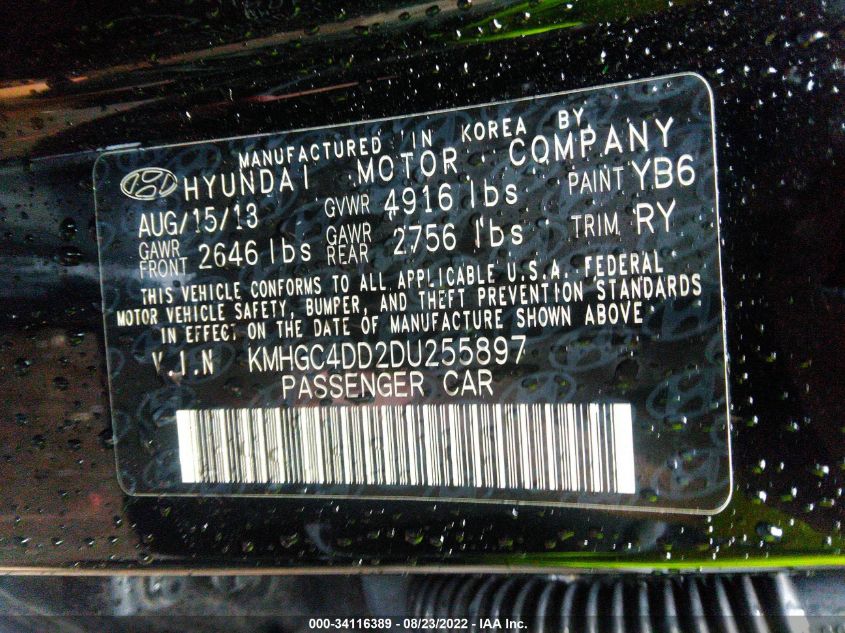 MANUFACTURED IN KOREA BY
HYUNDAI MOTOR COMPANY
AUG/15/13 GVWR 4916 lbs PAINT YB6
GAWR FRONT 2646 lbs GAWR REAR 2756 lbs TRIM RY
THIS VEHICLE CONFORMS TO ALL APPLICABLE U.S.A. FEDERAL
MOTOR VEHICLE SAFETY, BUMPER, AND THEFT PREVENTION STANDARDS
IN EFFECT ON THE DATE OF MANUFACTURE SHOWN ABOVE
V.I.N KMHGC4DD2DU255897
PASSENGER CAR
000-34116389 - 08/23/2022 - IAA Inc.